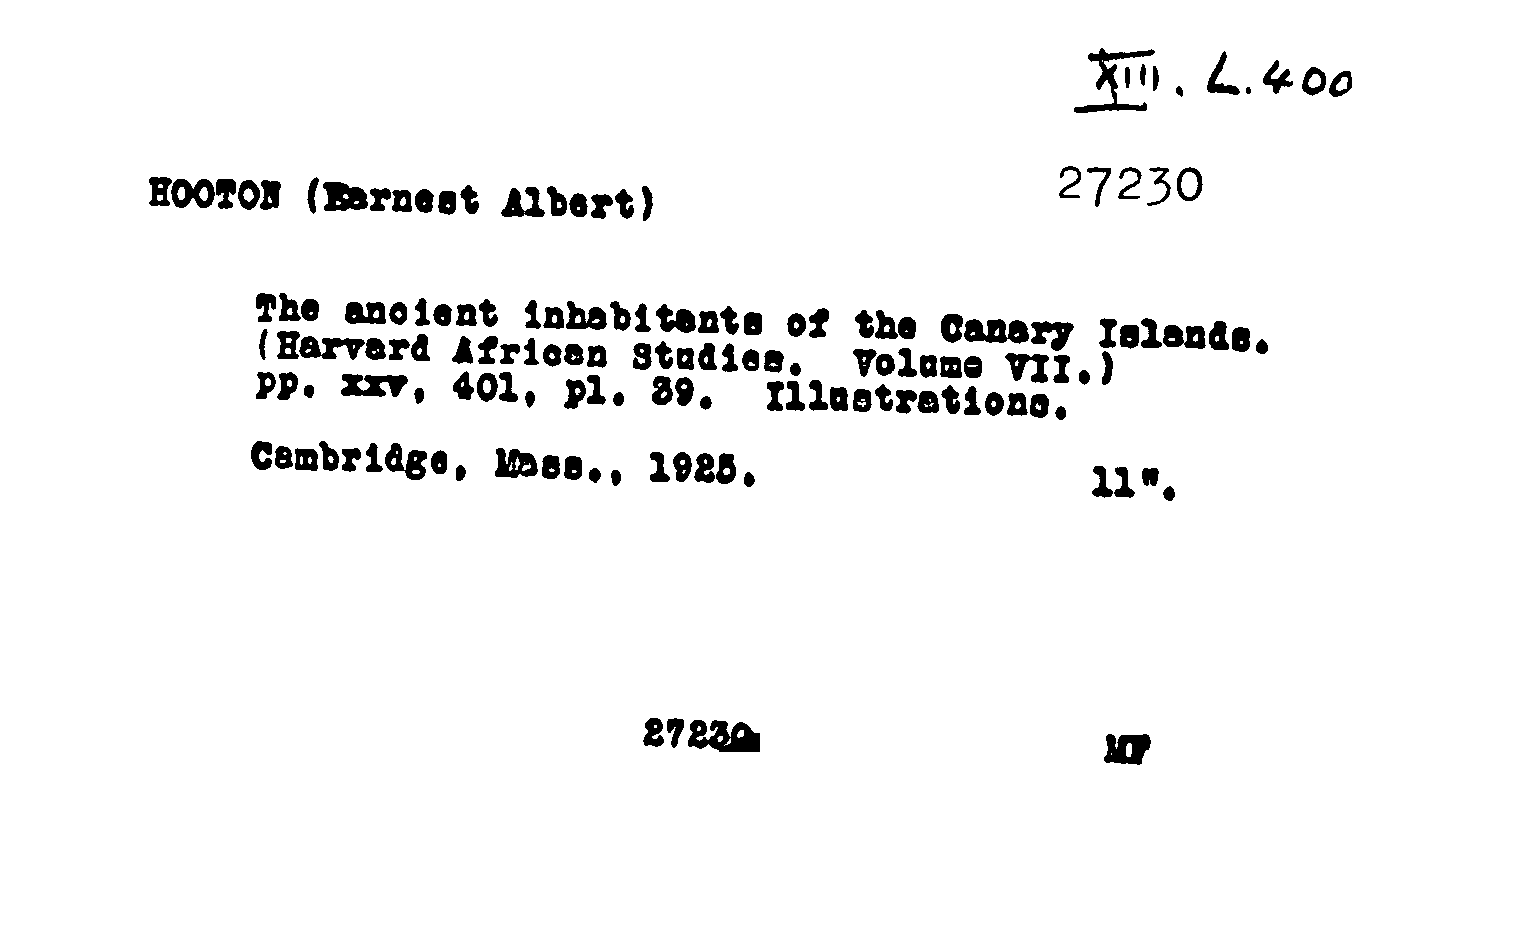 XIII. L.400
HOOTON (Earnest Albert)
27230
The ancient inhabitants of the Canary Islands.
(Harvard African Studies. Volume VII.)
pp. xxv, 401, pl. 39. Illustrations.
Cambridge, Mass., 1925.
11".
27230
MF